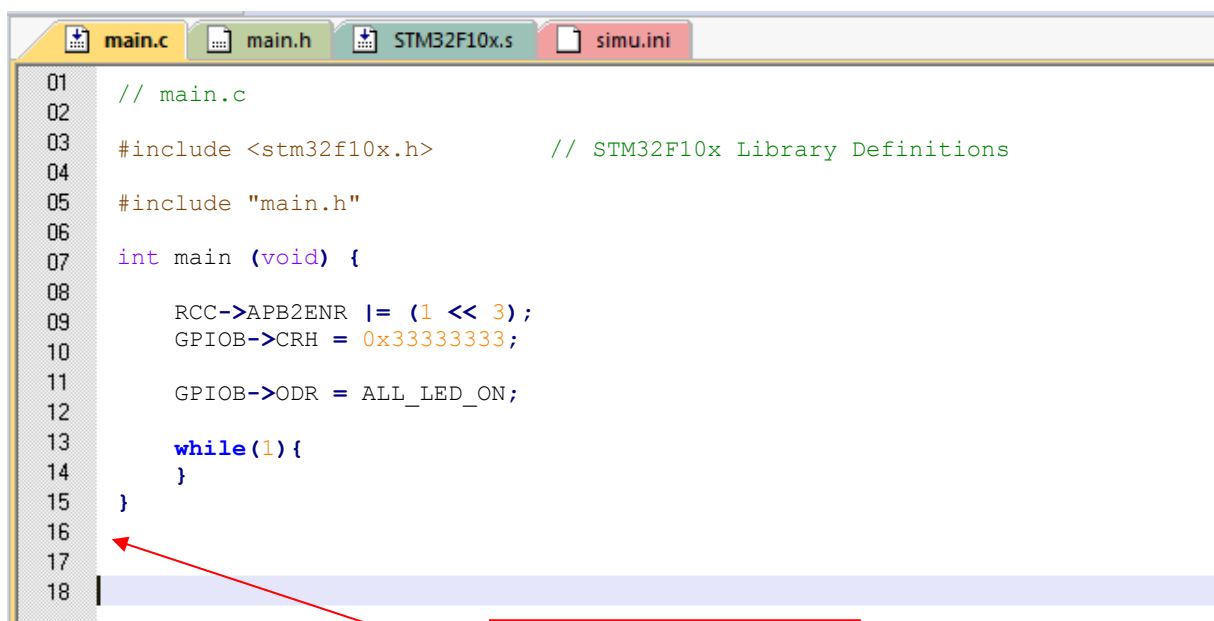 main.c main.h STM32F10x.s simu.ini
01
// main.c
02
03 #include <stm32f10x.h> // STM32F10x Library Definitions
04
05 #include "main.h"
06
07 int main (void) {
08
09 RCC->APB2ENR |= (1 << 3);
10 GPIOB->CRH = 0x33333333;
11
GPIOB->ODR = ALL_LED_ON;
12
13 while(1){
14 }
15 }
16
17
18